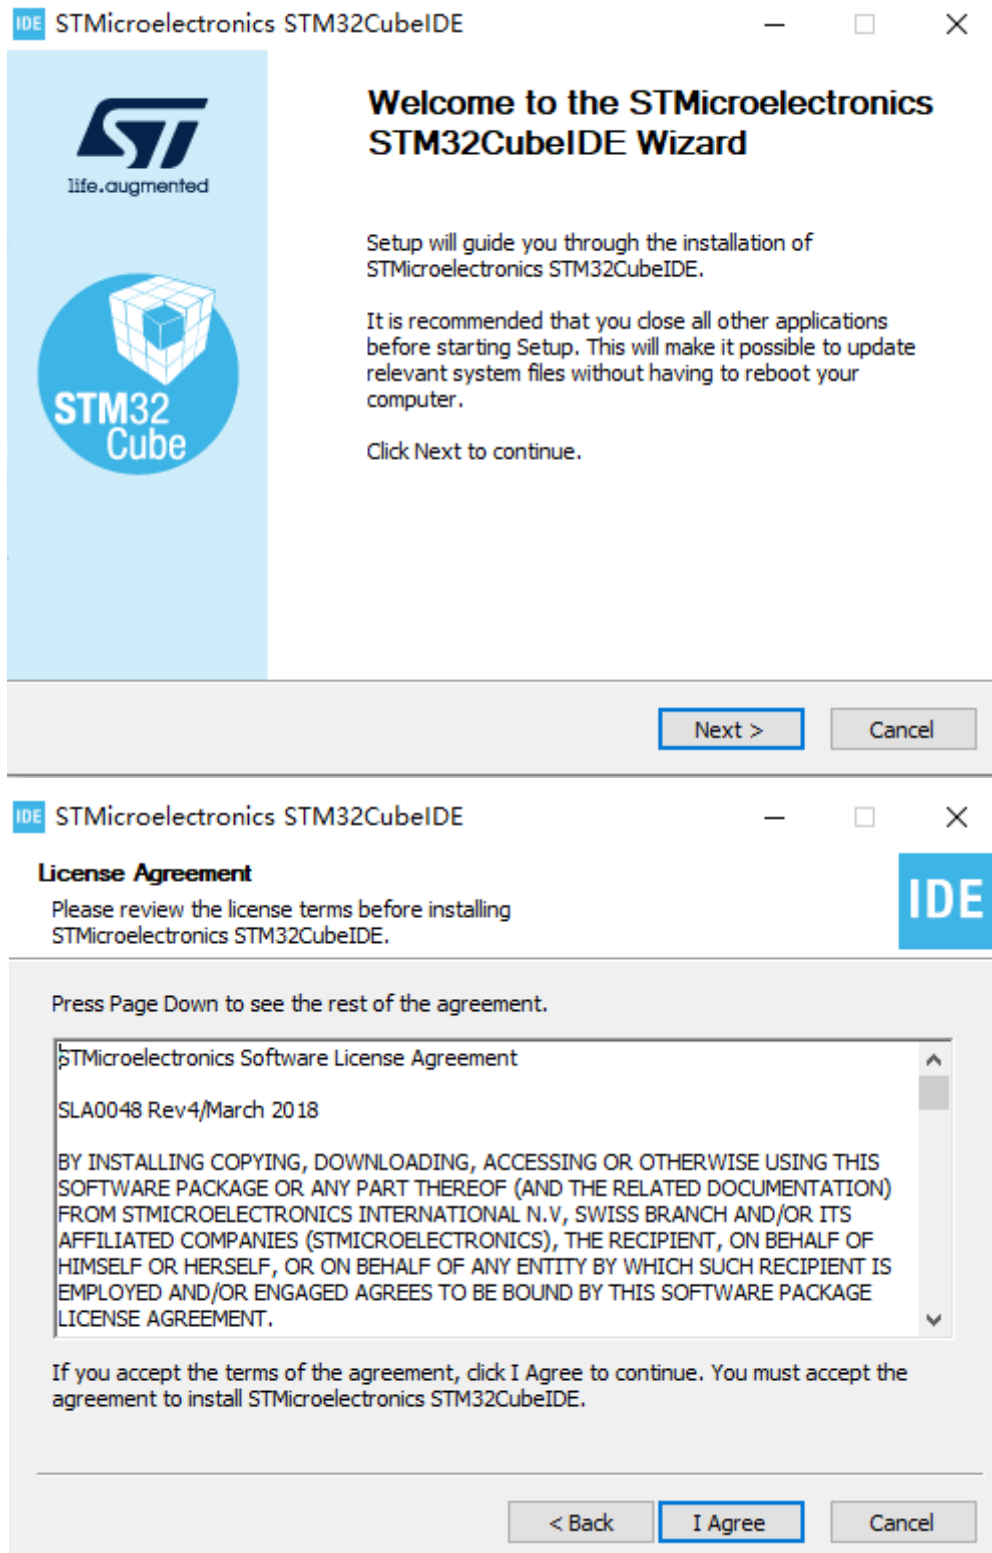 IDE STMicroelectronics STM32CubeIDE
ST
life.augmented
STM32
Cube
Welcome to the STMicroelectronics
STM32CubeIDE Wizard
Setup will guide you through the installation of
STMicroelectronics STM32CubeIDE.
It is recommended that you close all other applications
before starting Setup. This will make it possible to update
relevant system files without having to reboot your
computer.
Click Next to continue.
Next > Cancel
IDE STMicroelectronics STM32CubeIDE
License Agreement
Please review the license terms before installing
STMicroelectronics STM32CubeIDE.
IDE
Press Page Down to see the rest of the agreement.
STMicroelectronics Software License Agreement
SLA0048 Rev4/March 2018
BY INSTALLING COPYING, DOWNLOADING, ACCESSING OR OTHERWISE USING THIS
SOFTWARE PACKAGE OR ANY PART THEREOF (AND THE RELATED DOCUMENTATION)
FROM STMICROELECTRONICS INTERNATIONAL N.V, SWISS BRANCH AND/OR ITS
AFFILIATED COMPANIES (STMICROELECTRONICS), THE RECIPIENT, ON BEHALF OF
HIMSELF OR HERSELF, OR ON BEHALF OF ANY ENTITY BY WHICH SUCH RECIPIENT IS
EMPLOYED AND/OR ENGAGED AGREES TO BE BOUND BY THIS SOFTWARE PACKAGE
LICENSE AGREEMENT.
If you accept the terms of the agreement, click I Agree to continue. You must accept the
agreement to install STMicroelectronics STM32CubeIDE.
< Back I Agree Cancel